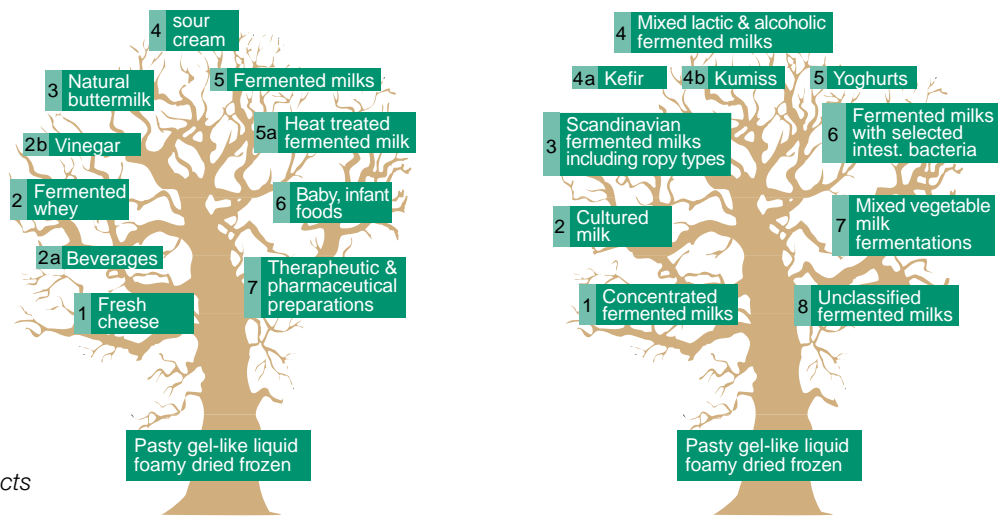 4 sour
cream
3 Natural
buttermilk
5 Fermented milks
2b Vinegar
5a Heat treated
fermented milk
2 Fermented
whey
6 Baby, infant
foods
2a Beverages
7 Therapheutic &
pharmaceutical
preparations
1 Fresh
cheese
Pasty gel-like liquid
foamy dried frozen
cts
4 Mixed lactic & alcoholic
fermented milks
4a Kefir
4b Kumiss
5 Yoghurts
3 Scandinavian
fermented milks
including ropy types
6 Fermented milks
with selected
intest. bacteria
2 Cultured
milk
7 Mixed vegetable
milk
fermentations
1 Concentrated
fermented milks
8 Unclassified
fermented milks
Pasty gel-like liquid
foamy dried frozen